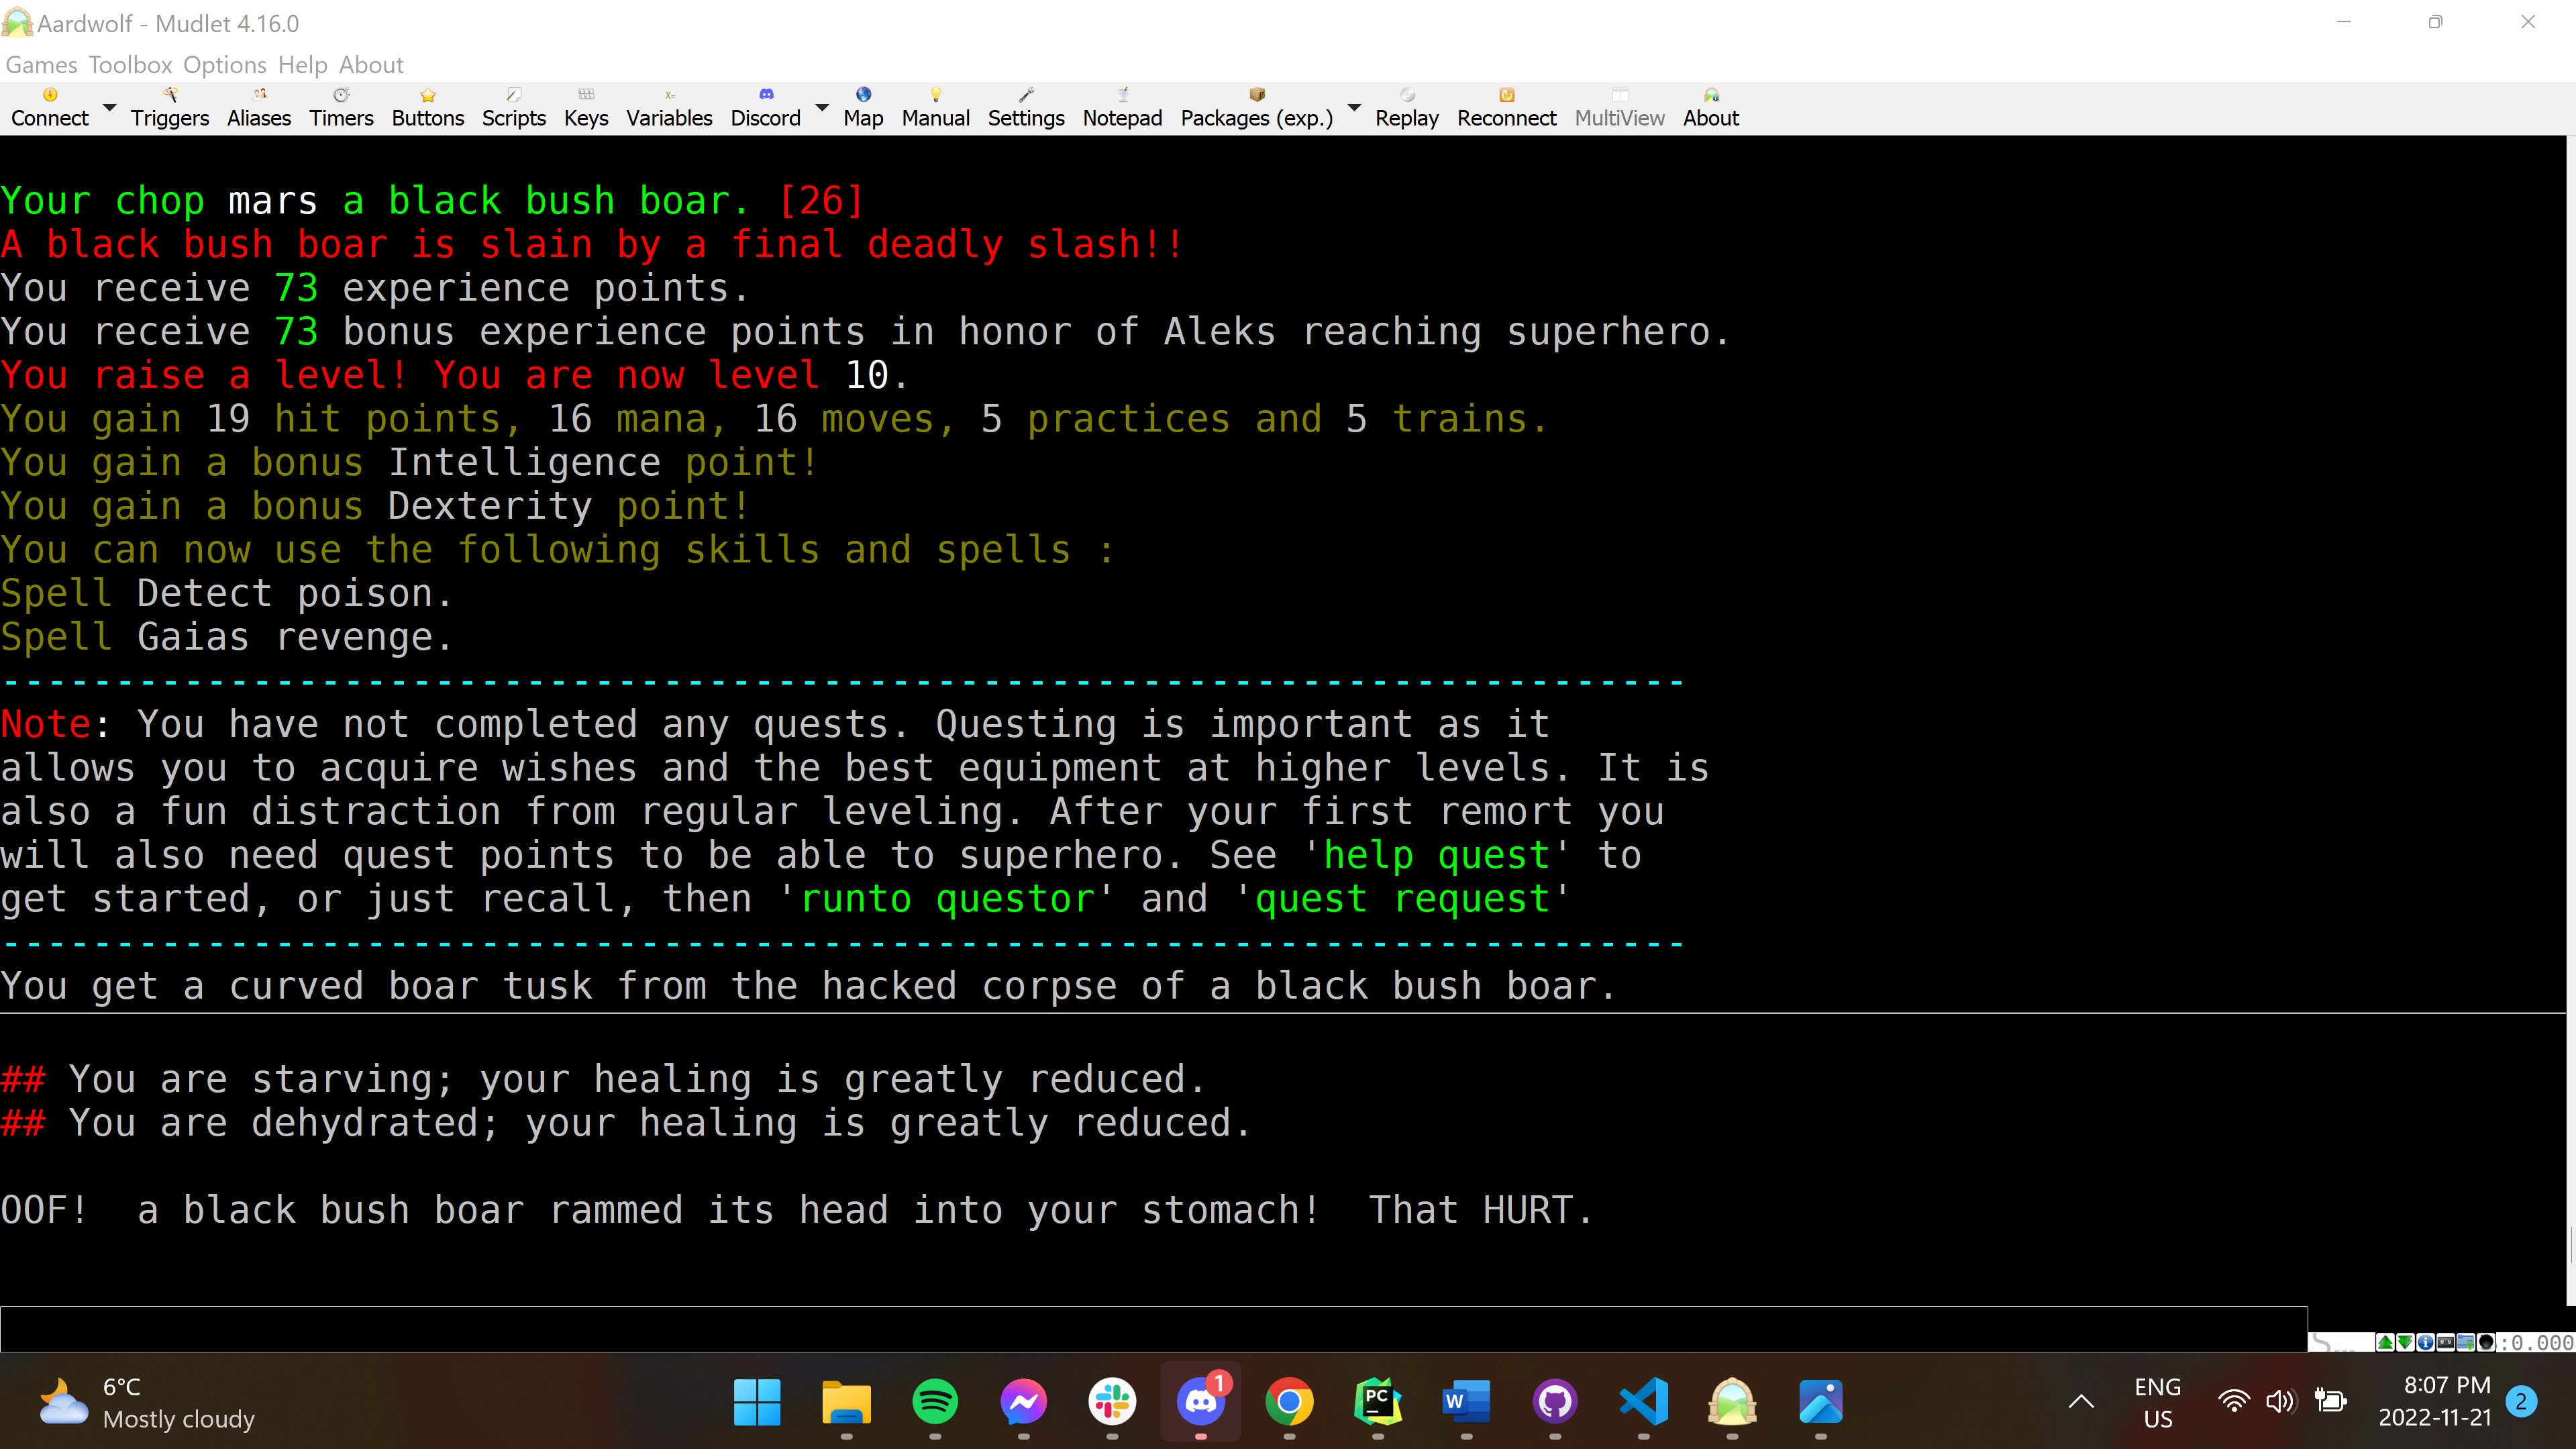 Aardwolf - Mudlet 4.16.0
Games Toolbox Options Help About
Connect Triggers Aliases Timers Buttons Scripts Keys Variables Discord Map Manual Settings Notepad Packages (exp.) Replay Reconnect MultiView About
Your chop mars a black bush boar. [26]
A black bush boar is slain by a final deadly slash!!
You receive 73 experience points.
You receive 73 bonus experience points in honor of Aleks reaching superhero.
You raise a level! You are now level 10.
You gain 19 hit points, 16 mana, 16 moves, 5 practices and 5 trains.
You gain a bonus Intelligence point!
You gain a bonus Dexterity point!
You can now use the following skills and spells :
Spell Detect poison.
Spell Gaias revenge.
--------------------------------------------------------------------------
Note: You have not completed any quests. Questing is important as it
allows you to acquire wishes and the best equipment at higher levels. It is
also a fun distraction from regular leveling. After your first remort you
will also need quest points to be able to superhero. See 'help quest' to
get started, or just recall, then 'runto questor' and 'quest request'
--------------------------------------------------------------------------
You get a curved boar tusk from the hacked corpse of a black bush boar.
## You are starving; your healing is greatly reduced.
## You are dehydrated; your healing is greatly reduced.
OOF!  a black bush boar rammed its head into your stomach!  That HURT.
:0.000
6°C
Mostly cloudy
1
PC
W
ENG
US
8:07 PM
2022-11-21
2